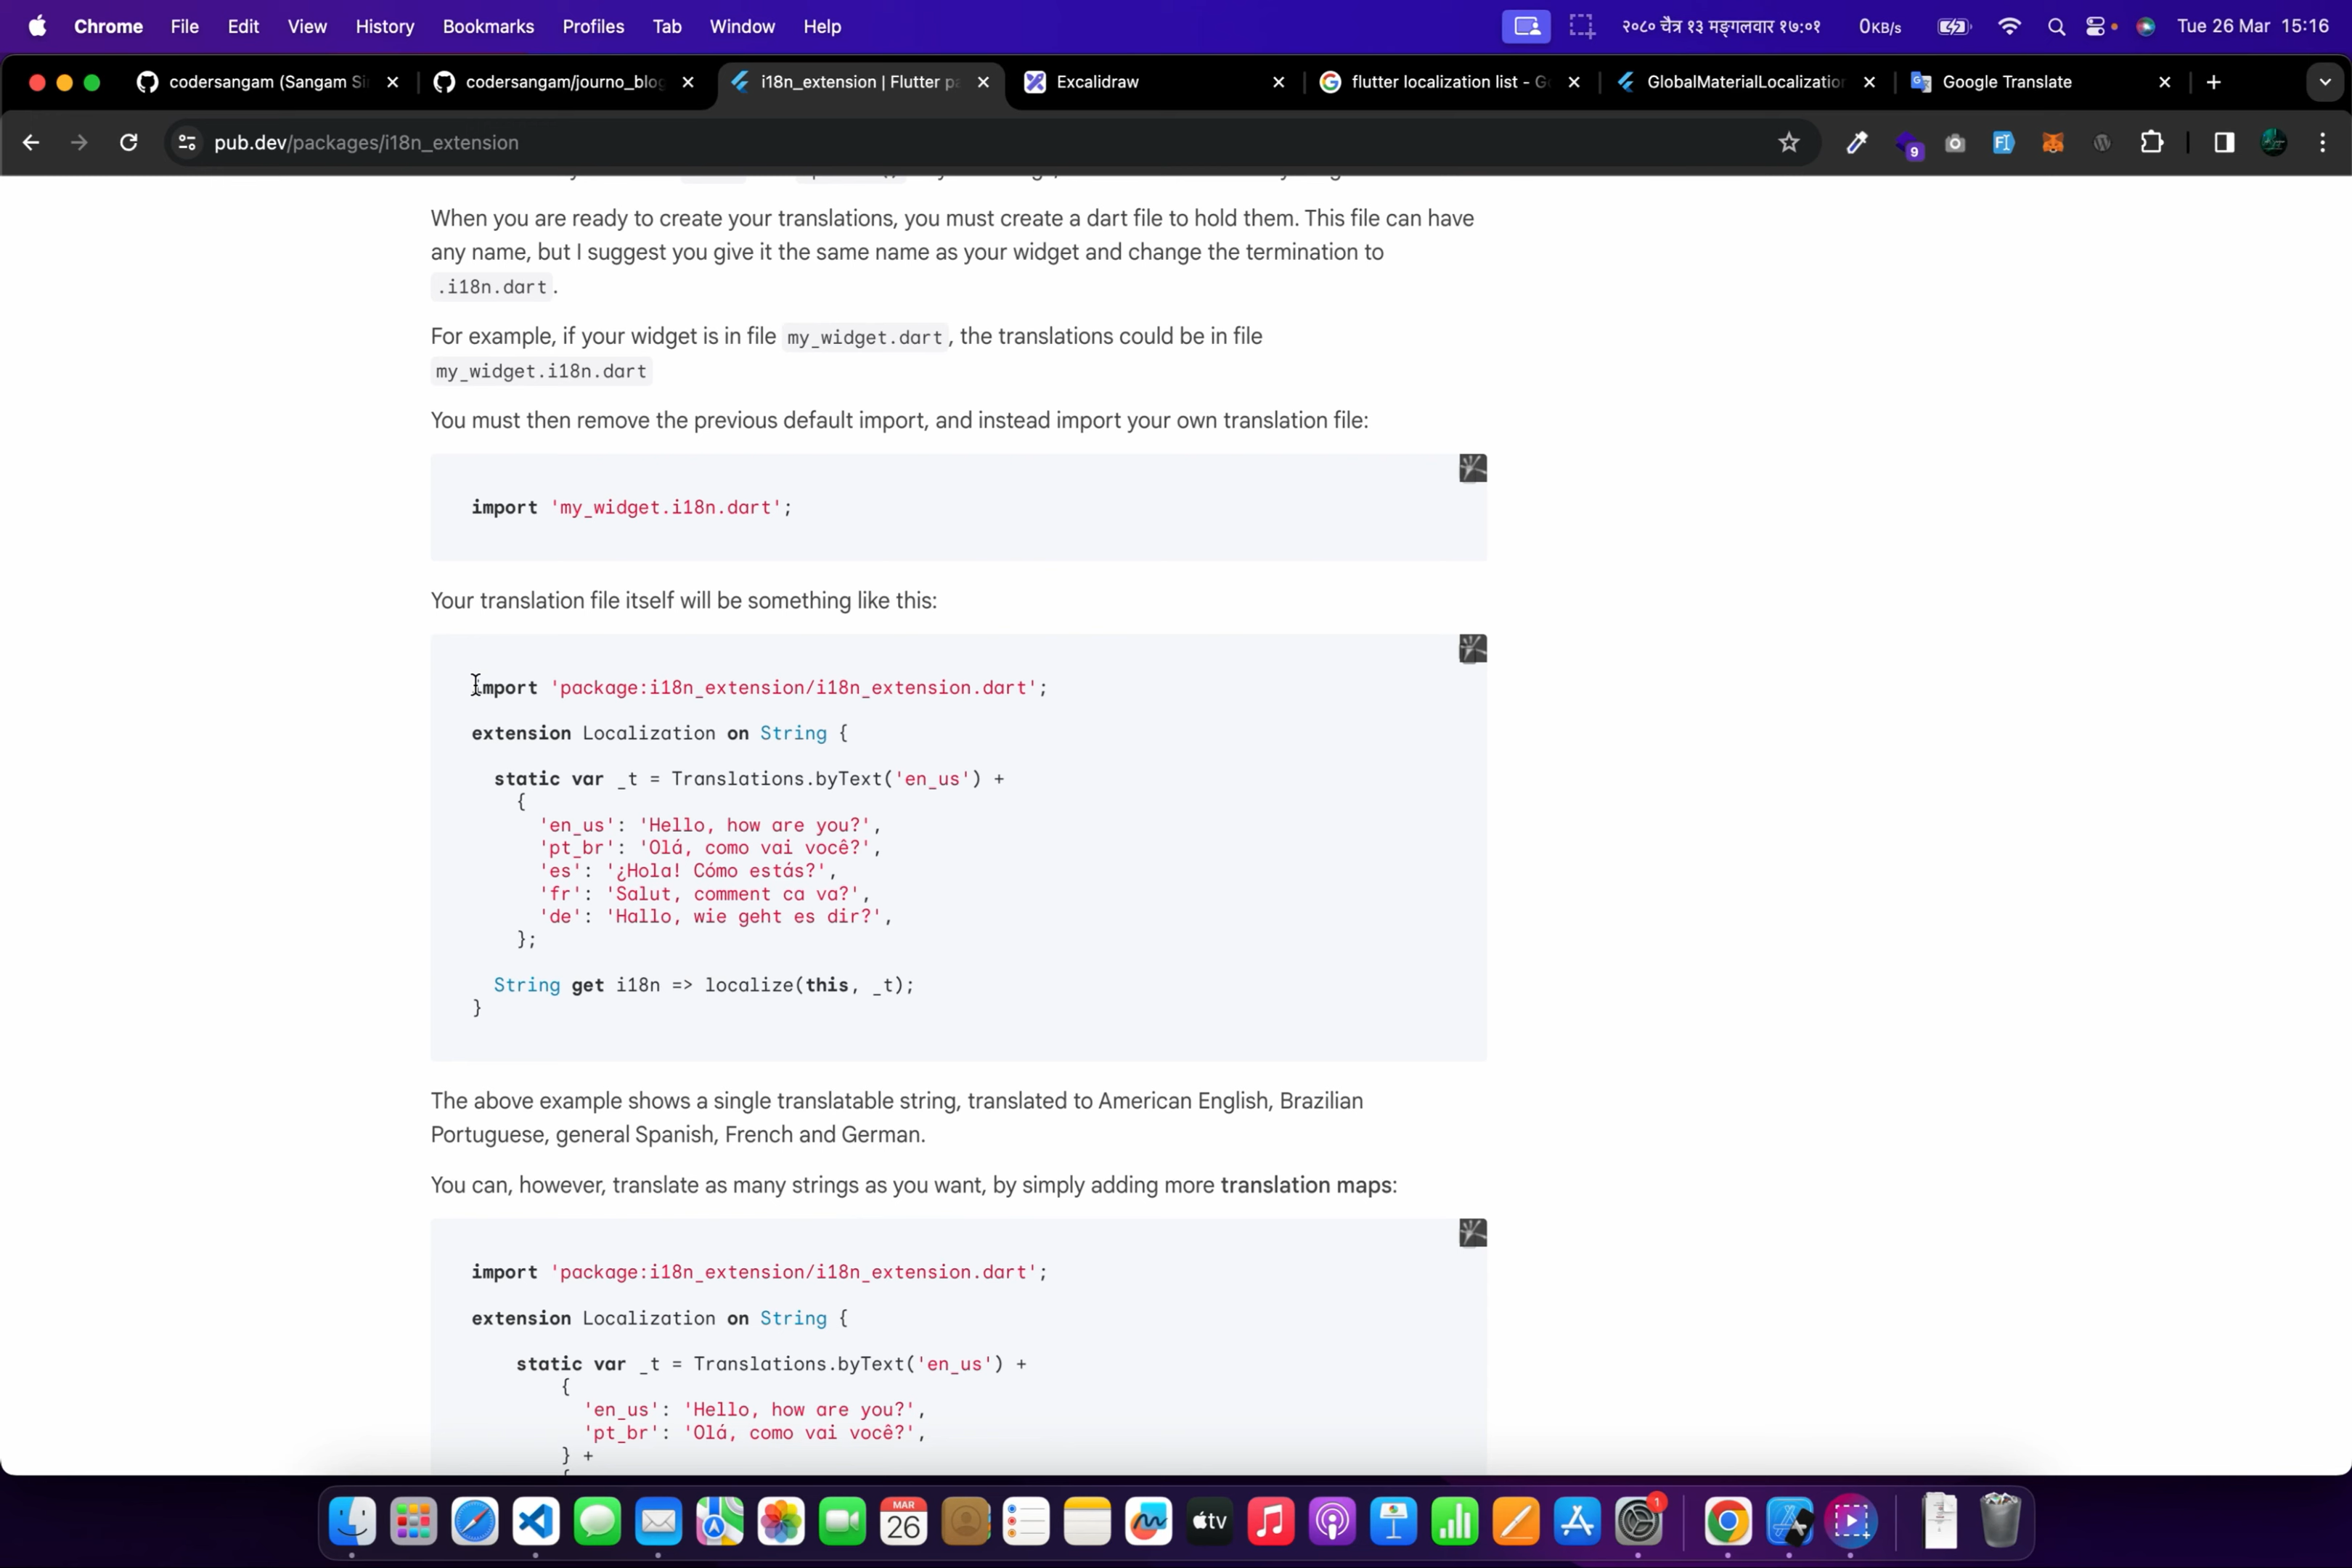 Chrome File Edit View History Bookmarks Profiles Tab Window Help २०८० चैत्र १३ मङ्गलवार १७:०१ 0KB/s Tue 26 Mar 15:16
codersangam (Sangam Si codersangam/journo_blog i18n_extension | Flutter pa Excalidraw flutter localization list - G GlobalMaterialLocalization Google Translate
pub.dev/packages/i18n_extension 9
When you are ready to create your translations, you must create a dart file to hold them. This file can have
any name, but I suggest you give it the same name as your widget and change the termination to
.i18n.dart.
For example, if your widget is in file my_widget.dart, the translations could be in file
my_widget.i18n.dart
You must then remove the previous default import, and instead import your own translation file:
import 'my_widget.i18n.dart';
Your translation file itself will be something like this:
import 'package:i18n_extension/i18n_extension.dart';
extension Localization on String {
static var _t = Translations.byText('en_us') +
{
'en_us': 'Hello, how are you?',
'pt_br': 'Olá, como vai você?',
'es': '¿Hola! Cómo estás?',
'fr': 'Salut, comment ca va?',
'de': 'Hallo, wie geht es dir?',
};
String get i18n => localize(this, _t);
}
The above example shows a single translatable string, translated to American English, Brazilian
Portuguese, general Spanish, French and German.
You can, however, translate as many strings as you want, by simply adding more translation maps:
import 'package:i18n_extension/i18n_extension.dart';
extension Localization on String {
static var _t = Translations.byText('en_us') +
{
'en_us': 'Hello, how are you?',
'pt_br': 'Olá, como vai você?',
} +
{
MAR
26
tv
1